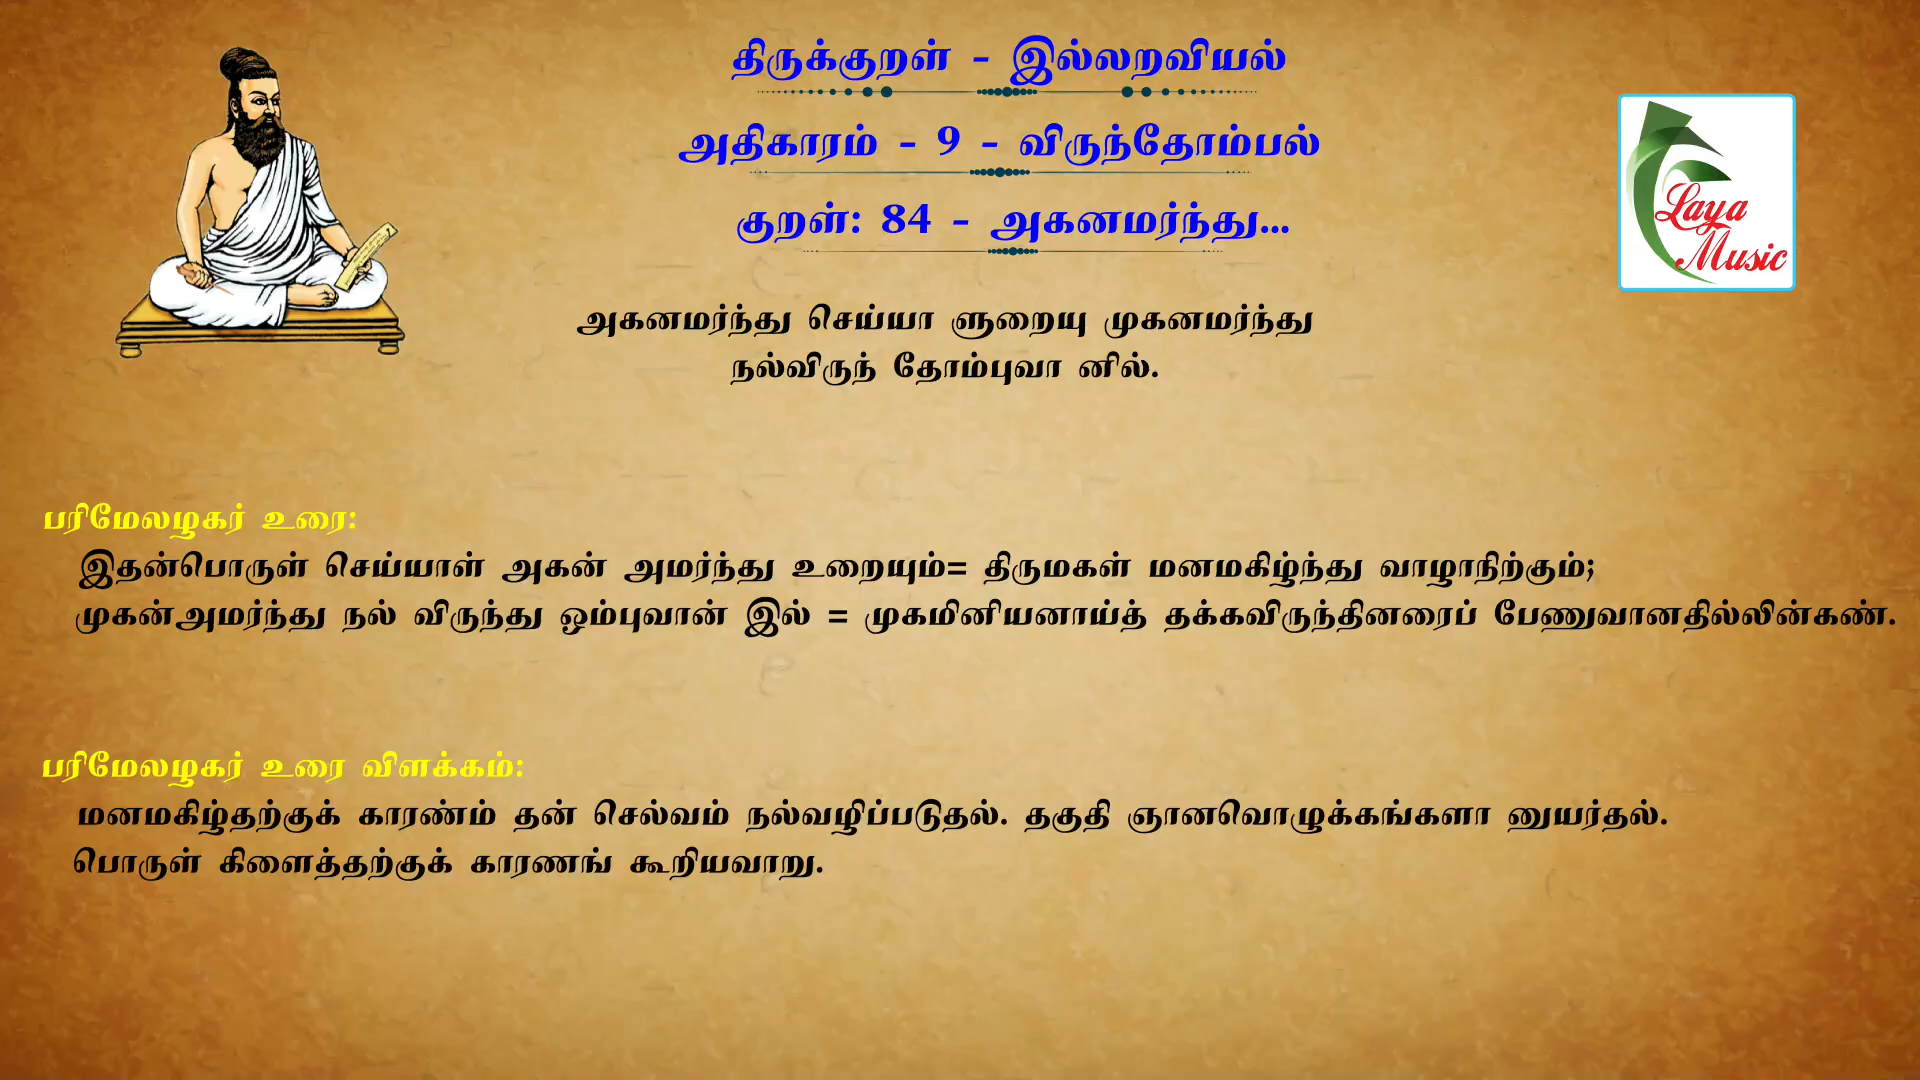 திருக்குறள் - இல்லறவியல்
அதிகாரம் - 9 - விருந்தோம்பல்
குறள்: 84 - அகனமர்ந்து...
Laya
Music
அகனமர்ந்து செய்யா ளுறையு முகனமர்ந்து
நல்விருந் தோம்புவா னில்.
பரிமேலழகர் உரை:
இதன்பொருள் செய்யாள் அகன் அமர்ந்து உறையும்= திருமகள் மனமகிழ்ந்து வாழாநிற்கும்;
முகன்அமர்ந்து நல் விருந்து ஓம்புவான் இல் = முகமினியனாய்த் தக்கவிருந்தினரைப் பேணுவானதில்லின்கண்.
பரிமேலழகர் உரை விளக்கம்:
மனமகிழ்தற்குக் காரண்ம் தன் செல்வம் நல்வழிப்படுதல். தகுதி ஞானவொழுக்கங்களா னுயர்தல்.
பொருள் கிளைத்தற்குக் காரணங் கூறியவாறு.